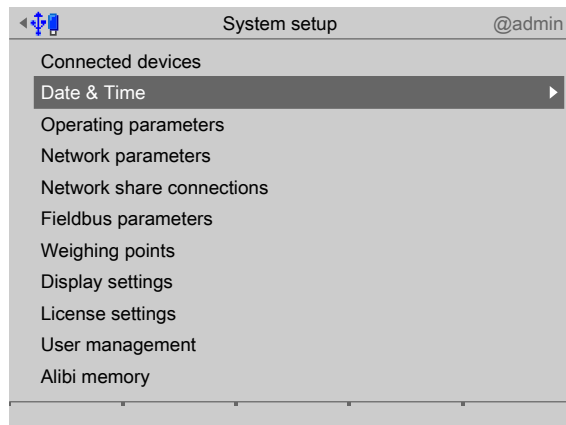 System setup @admin
Connected devices
Date & Time
Operating parameters
Network parameters
Network share connections
Fieldbus parameters
Weighing points
Display settings
License settings
User management
Alibi memory